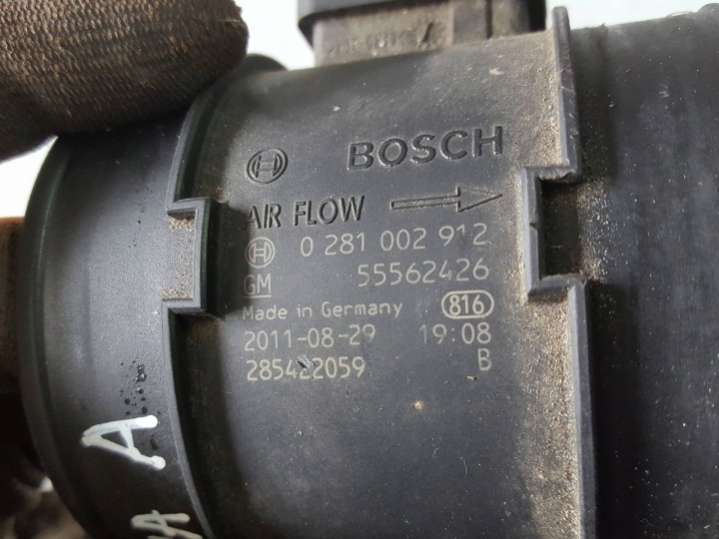 BOSCH
AIR FLOW
0 281 002 912
GM 55562426
Made in Germany 816
2011-08-29 19:08
285422059 B
A